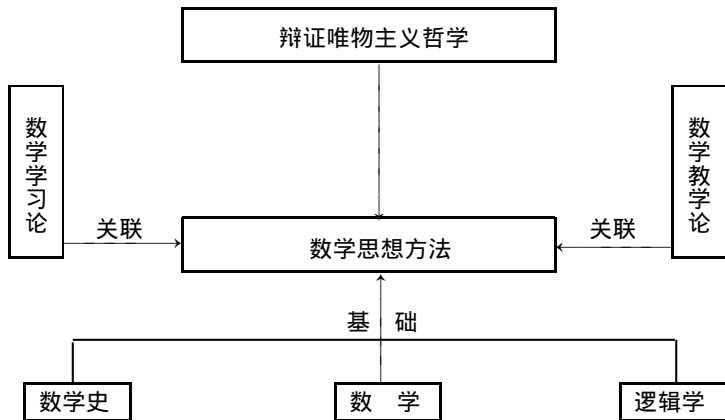 辩证唯物主义哲学
数学学习论
数学教学论
关联
关联
数学思想方法
基 础
数学史
数 学
逻辑学